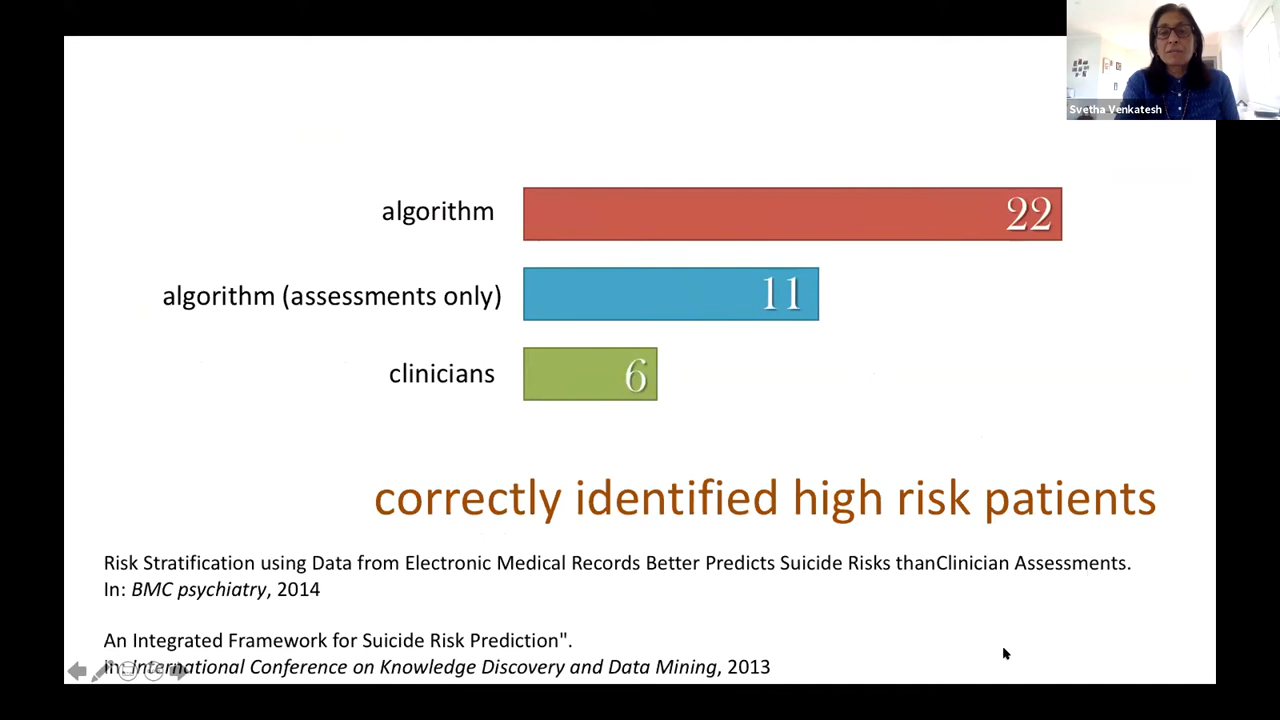 Svetha Venkatesh
algorithm
22
algorithm (assessments only)
11
clinicians
6
correctly identified high risk patients
Risk Stratification using Data from Electronic Medical Records Better Predicts Suicide Risks thanClinician Assessments.
In: BMC psychiatry, 2014
An Integrated Framework for Suicide Risk Prediction".
In: International Conference on Knowledge Discovery and Data Mining, 2013